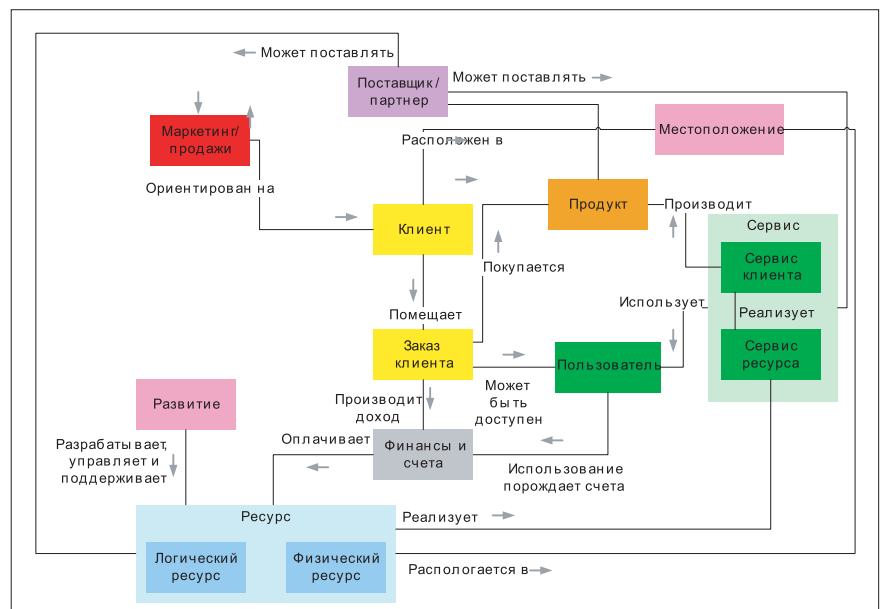 Может поставлять
Может поставлять
Поставщик/
партнер
Маркетинг/
продажи
Расположен в
Местоположение
Ориентирован на
Клиент
Продукт
Производит
Сервис
Сервис
клиента
Покупается
Помещает
Использует
Реализует
Заказ
клиента
Пользователь
Сервис
ресурса
Развитие
Производит
доход
Может
быть
доступен
Разрабатывает,
управляет и
поддерживает
Оплачивает
Финансы и
счета
Использование
порождает счета
Ресурс
Реализует
Логический
ресурс
Физический
ресурс
Распологается в